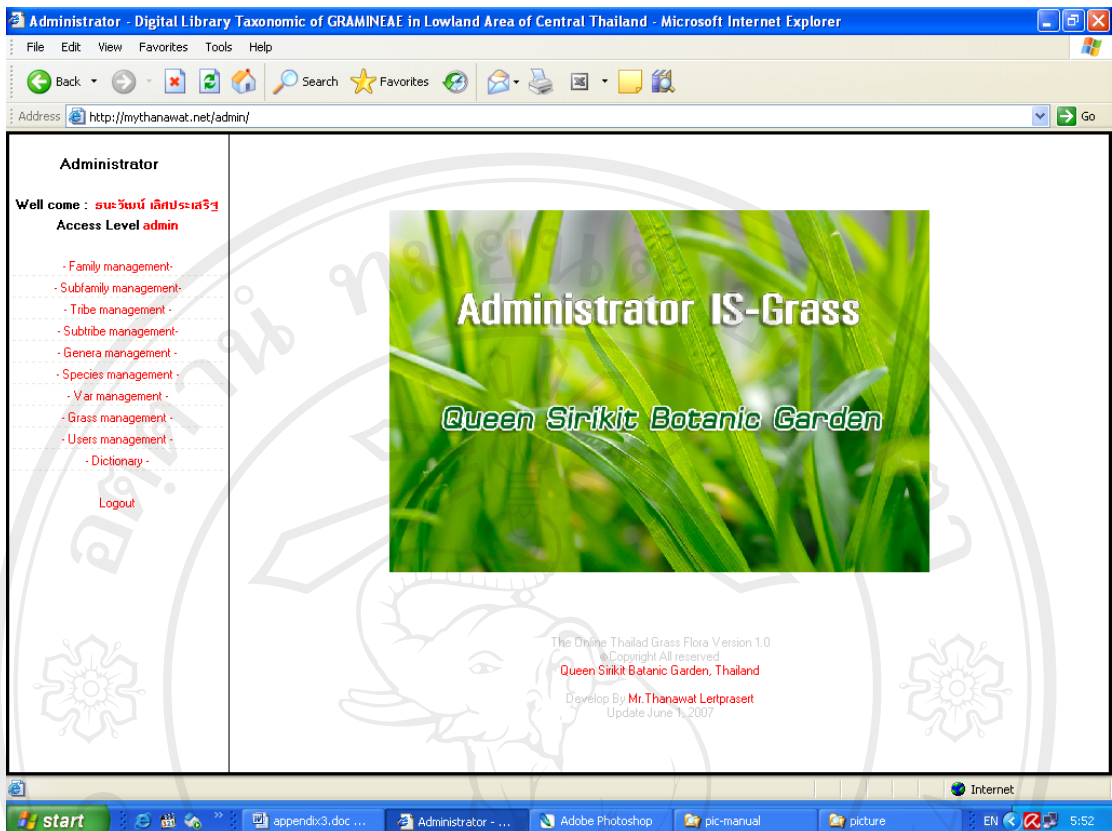 Administrator - Digital Library Taxonomic of GRAMINEAE in Lowland Area of Central Thailand - Microsoft Internet Explorer
File Edit View Favorites Tools Help
Back Search Favorites
Address http://mythanawat.net/admin/ Go
Administrator
Well come : ธนะวัฒน์ เลิศประเสริฐ
Access Level admin
- Family management-
- Subfamily management-
- Tribe management -
- Subtribe management-
- Genera management -
- Species management -
- Var management -
- Grass management -
- Users management -
- Dictionary -
Logout
Administrator IS-Grass
Queen Sirikit Botanic Garden
The Online Thailad Grass Flora Version 1.0
©Copyright All reserved
Queen Sirikit Batanic Garden, Thailand
Develop By Mr.Thanawat Lertprasert
Update June 1, 2007
Internet
start appendix3.doc ... Administrator - ... Adobe Photoshop pic-manual picture EN 5:52